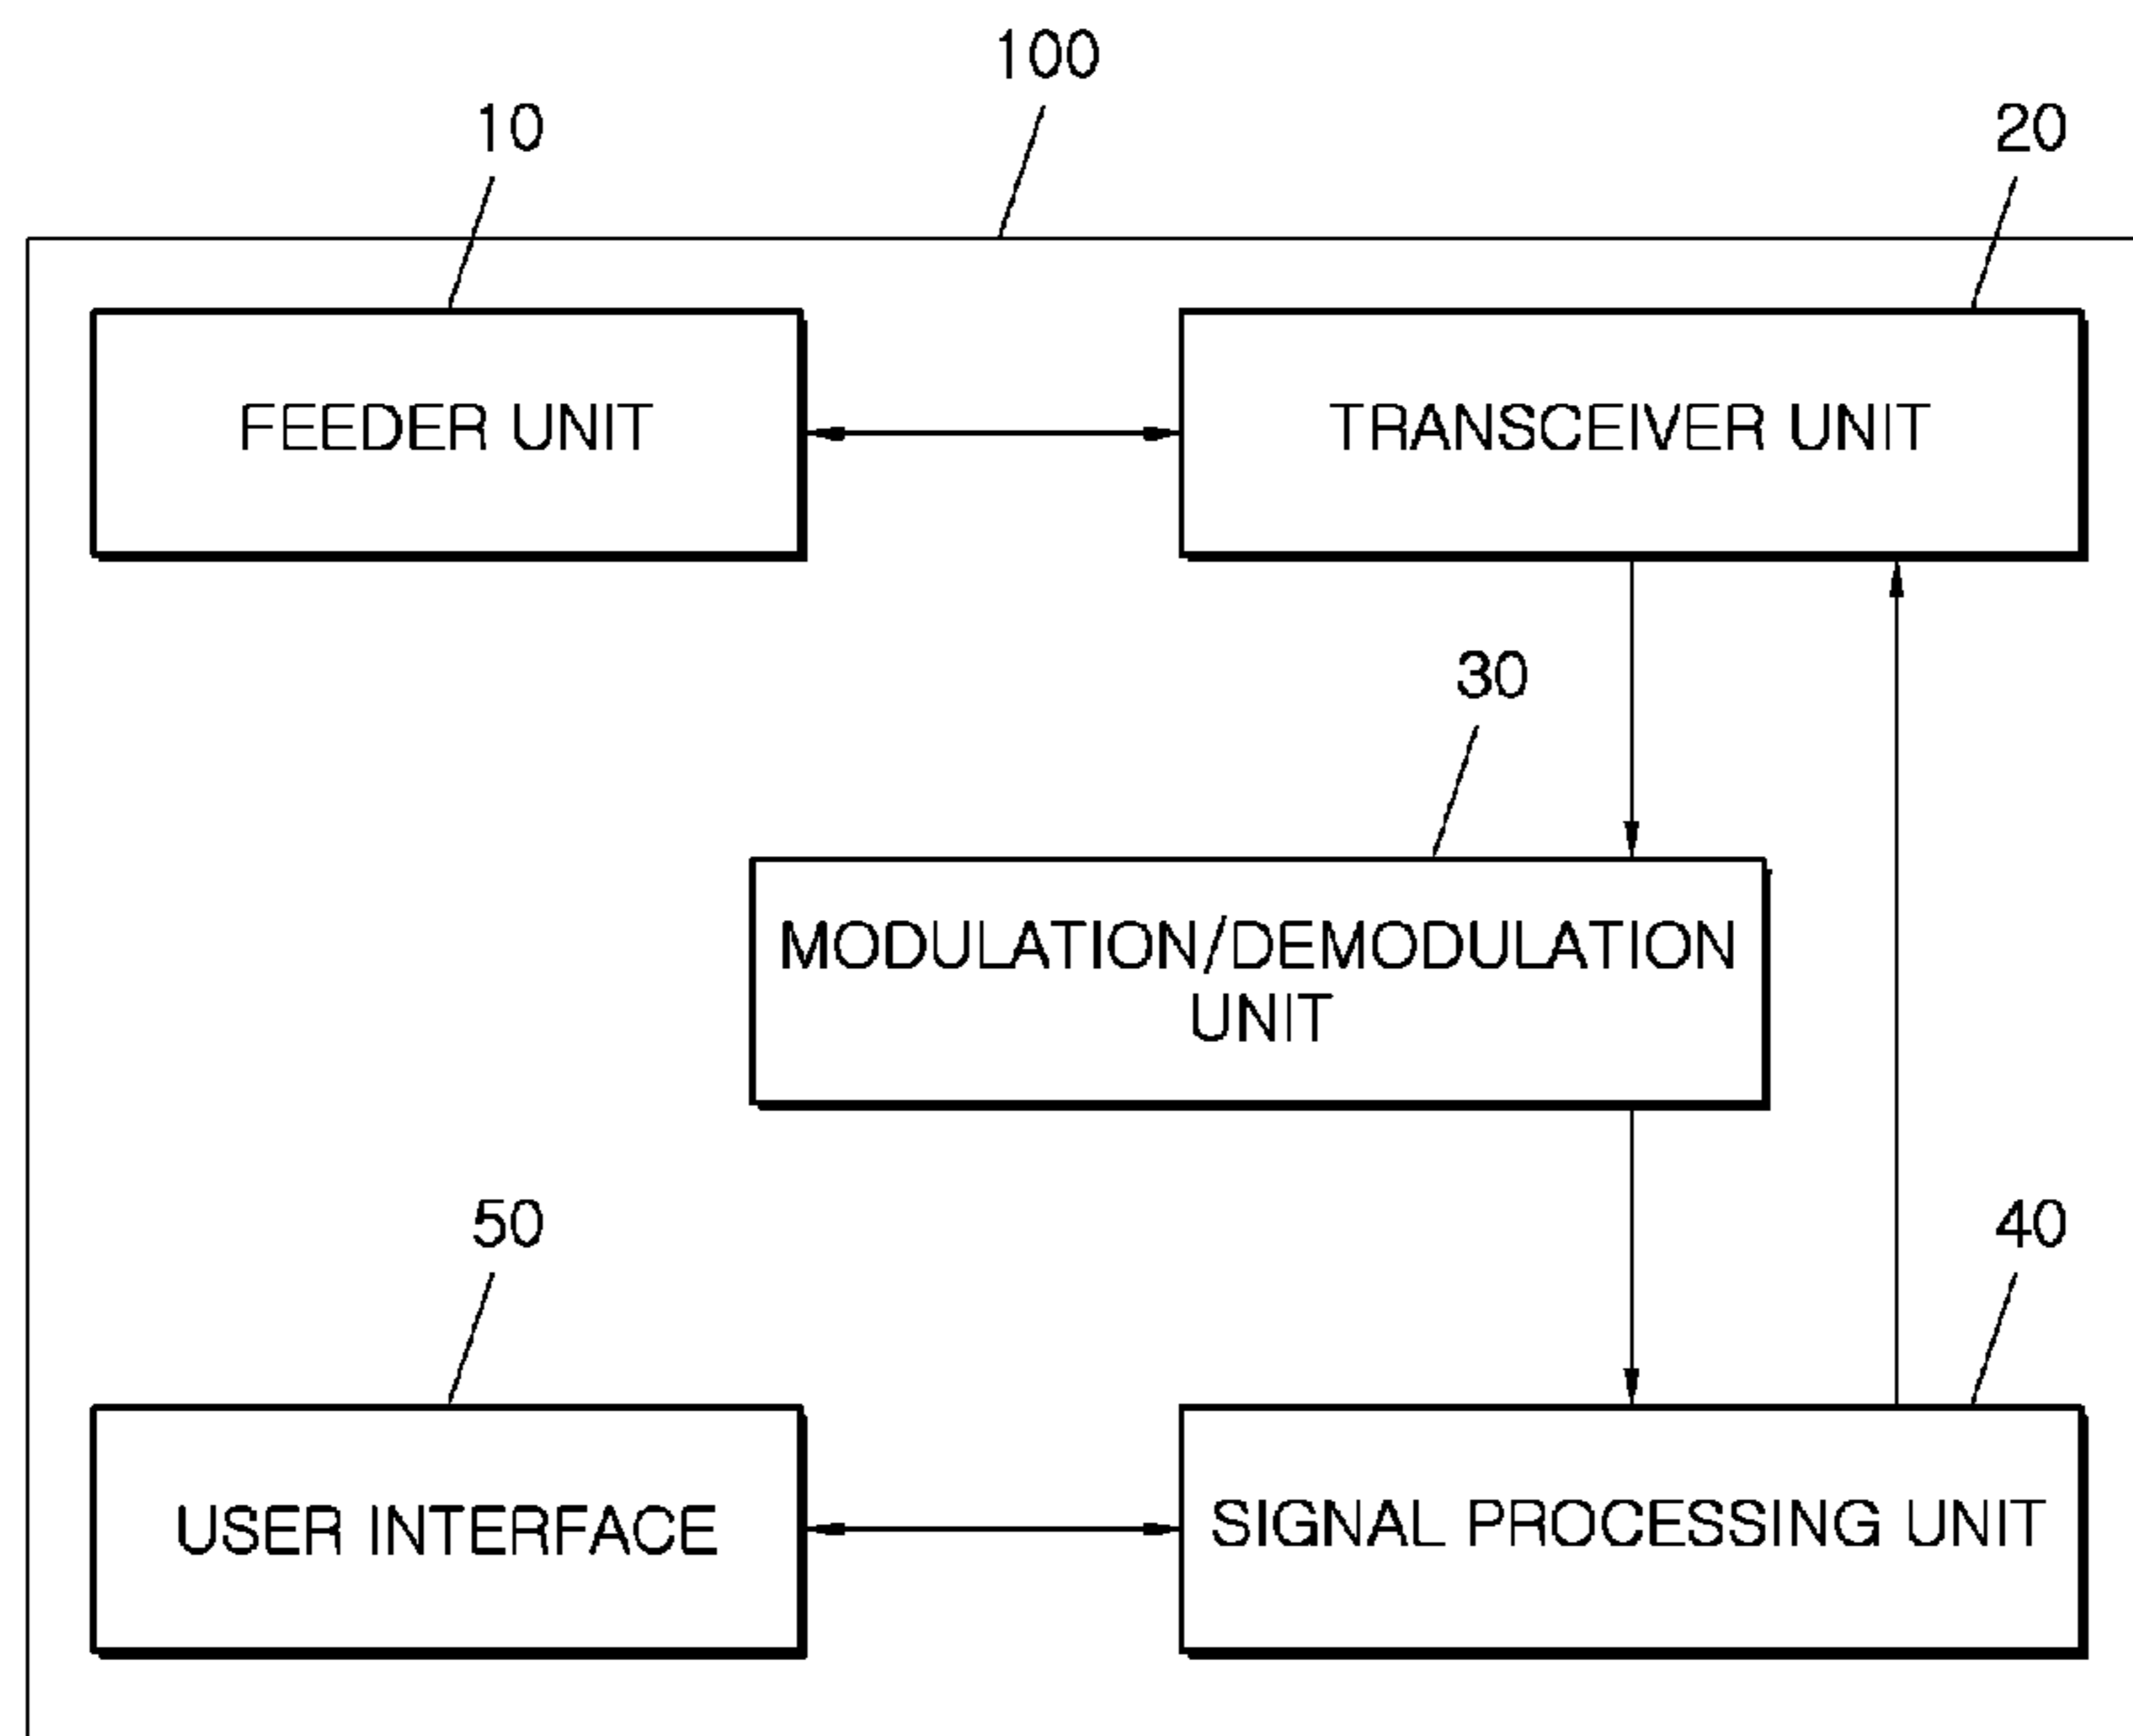 100
10
20
FEEDER UNIT
TRANSCEIVER UNIT
30
MODULATION/DEMODULATION
UNIT
50
40
USER INTERFACE
SIGNAL PROCESSING UNIT